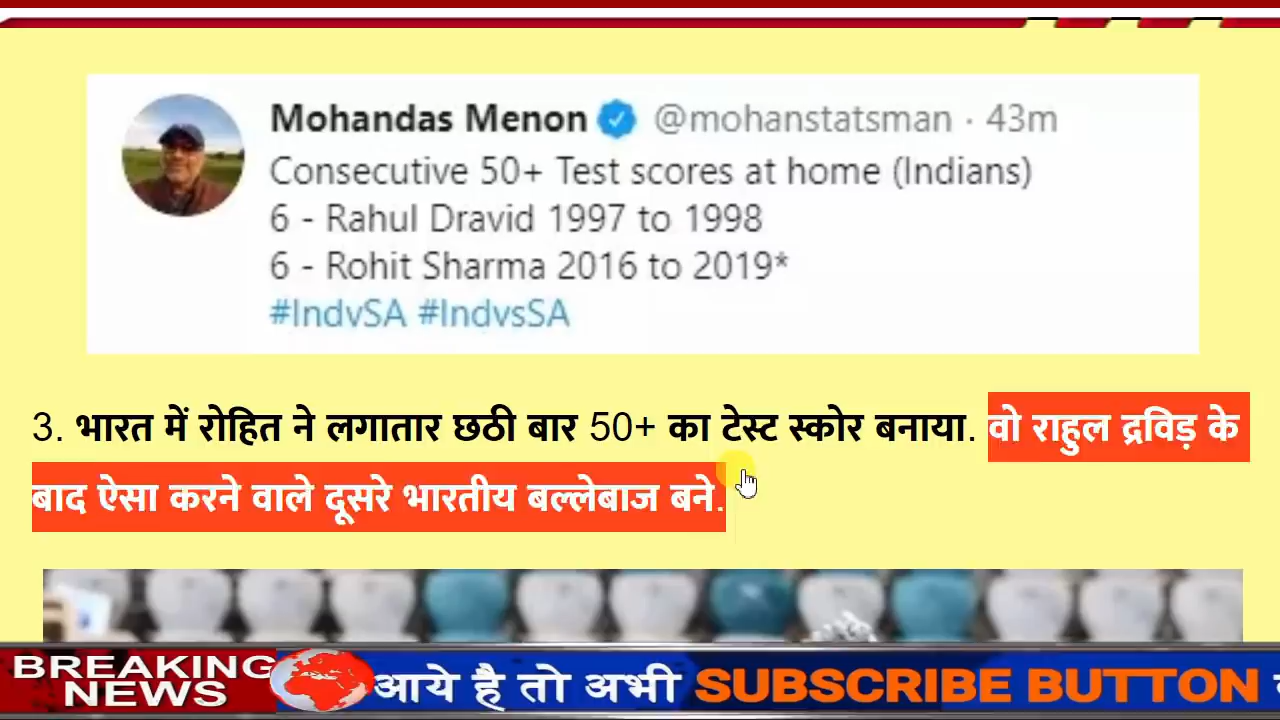 Mohandas Menon @mohanstatsman · 43m
Consecutive 50+ Test scores at home (Indians)
6 - Rahul Dravid 1997 to 1998
6 - Rohit Sharma 2016 to 2019*
#IndvSA #IndvsSA
3. भारत में रोहित ने लगातार छठी बार 50+ का टेस्ट स्कोर बनाया. वो राहुल द्रविड़ के
बाद ऐसा करने वाले दूसरे भारतीय बल्लेबाज बने.
BREAKING
NEWS
आये है तो अभी SUBSCRIBE BUTTON